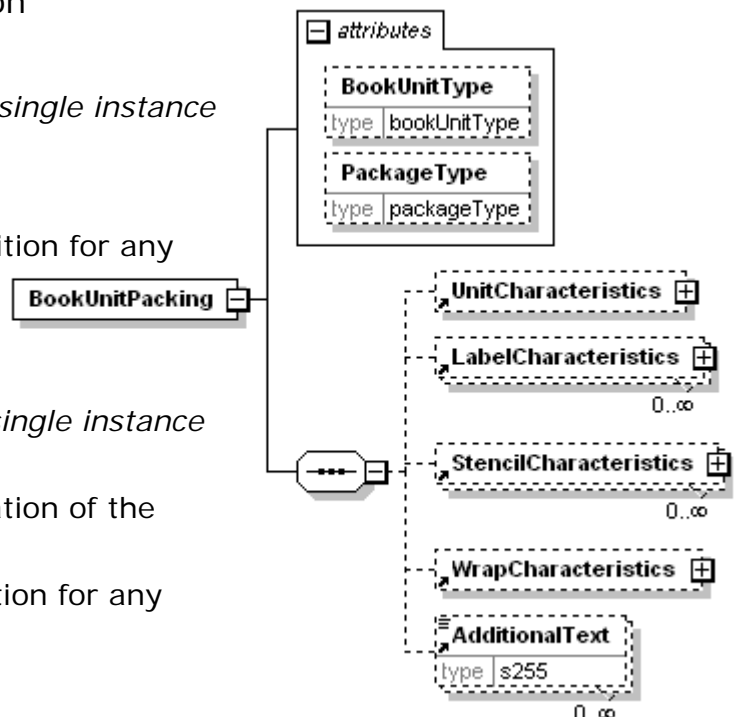 on
single instance
ition for any
single instance
ation of the
tion for any
attributes
BookUnitType
type bookUnitType
PackageType
type packageType
BookUnitPacking
UnitCharacteristics
LabelCharacteristics
0..∞
StencilCharacteristics
0..∞
WrapCharacteristics
AdditionalText
type s255
0..∞